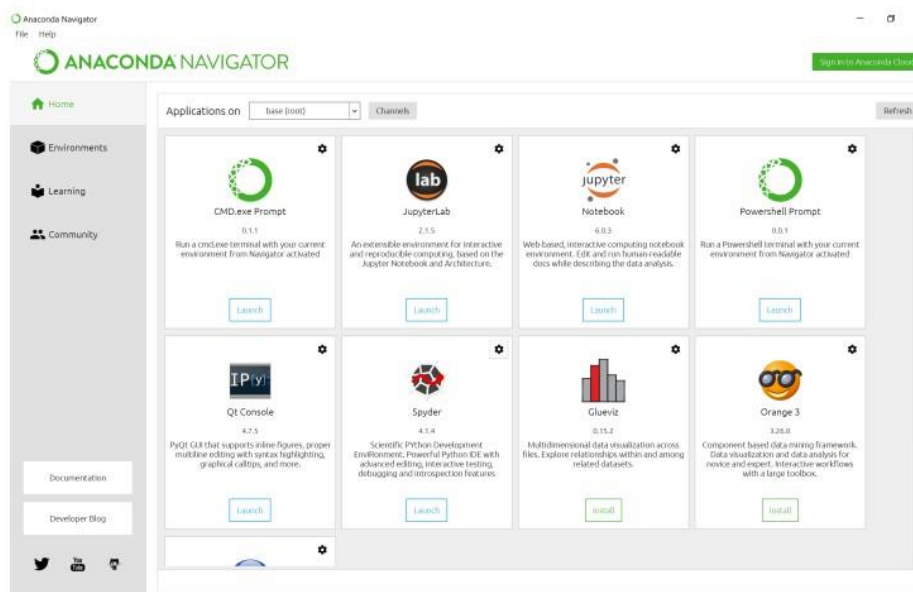 Anaconda Navigator
File Help
ANACONDA NAVIGATOR
Sign in to Anaconda Cloud
Home
Environments
Learning
Community
Documentation
Developer Blog
You
Tube
Applications on base (root) Channels Refresh
CMD.exe Prompt
0.1.1
Run a cmd.exe terminal with your current
environment from Navigator activated
Launch
lab
JupyterLab
2.1.5
An extensible environment for interactive
and reproducible computing, based on the
Jupyter Notebook and Architecture.
Launch
jupyter
Notebook
6.0.3
Web-based, interactive computing notebook
environment. Edit and run human-readable
docs while describing the data analysis.
Launch
Powershell Prompt
0.0.1
Run a Powershell terminal with your current
environment from Navigator activated
Launch
IP[y]:
Qt Console
4.7.5
PyQt GUI that supports inline figures, proper
multiline editing with syntax highlighting,
graphical calltips, and more.
Launch
Spyder
4.1.4
Scientific PYthon Development
EnviRonment. Powerful Python IDE with
advanced editing, interactive testing,
debugging and introspection features
Launch
Glueviz
0.15.2
Multidimensional data visualization across
files. Explore relationships within and among
related datasets.
Install
Orange 3
3.26.0
Component based data mining framework.
Data visualization and data analysis for
novice and expert. Interactive workflows
with a large toolbox.
Install